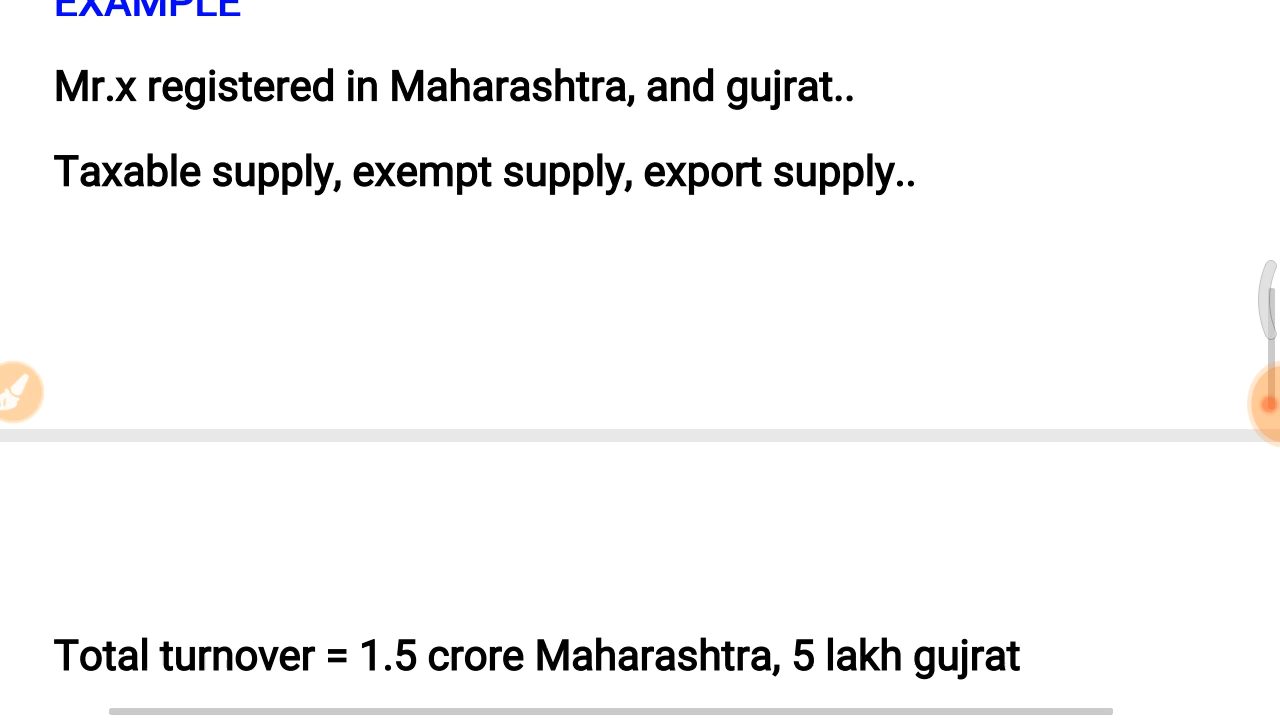 EXAMPLE
Mr.x registered in Maharashtra, and gujrat..
Taxable supply, exempt supply, export supply..
Total turnover = 1.5 crore Maharashtra, 5 lakh gujrat